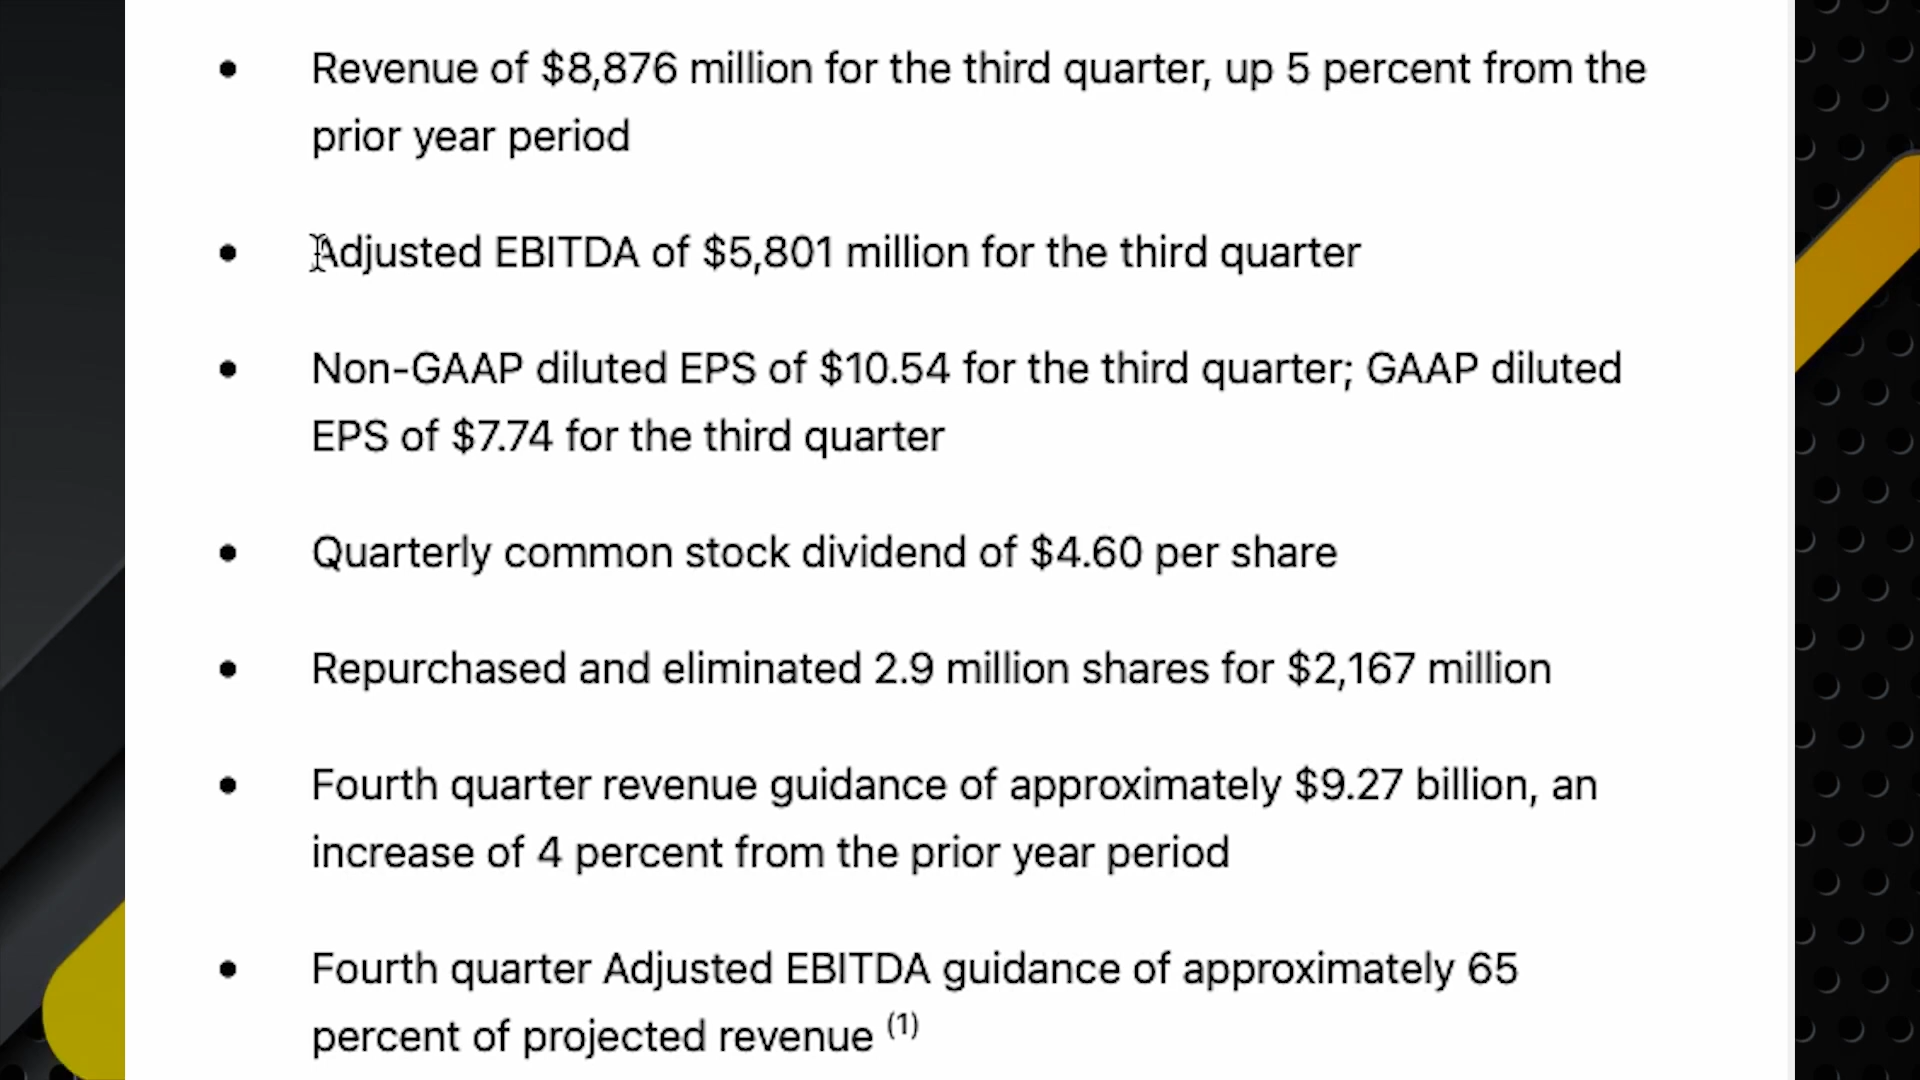 Revenue of $8,876 million for the third quarter, up 5 percent from the
prior year period
Adjusted EBITDA of $5,801 million for the third quarter
Non-GAAP diluted EPS of $10.54 for the third quarter; GAAP diluted
EPS of $7.74 for the third quarter
Quarterly common stock dividend of $4.60 per share
Repurchased and eliminated 2.9 million shares for $2,167 million
Fourth quarter revenue guidance of approximately $9.27 billion, an
increase of 4 percent from the prior year period
Fourth quarter Adjusted EBITDA guidance of approximately 65
percent of projected revenue (1)